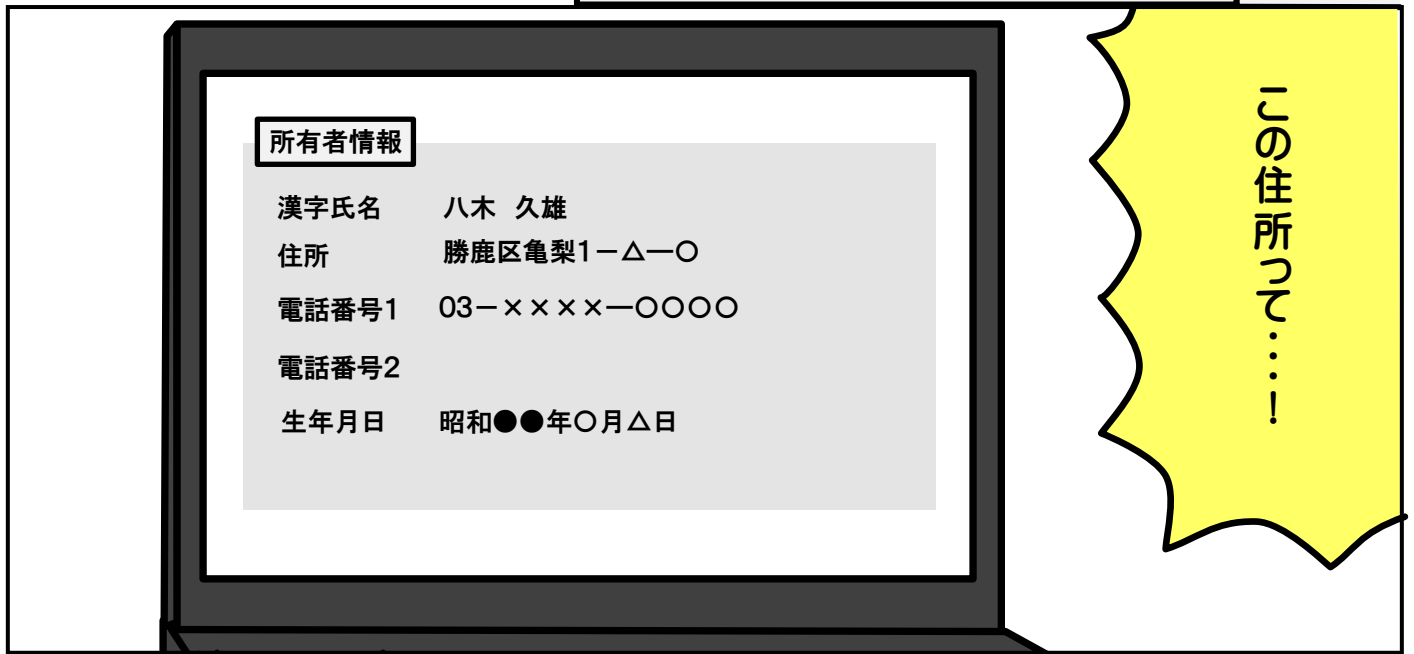 この住所って・・・・！
所有者情報
漢字氏名　八木　久雄
住所　勝鹿区亀梨1－△―〇
電話番号1　03－××××―〇〇〇〇
電話番号2
生年月日　昭和●●年〇月△日